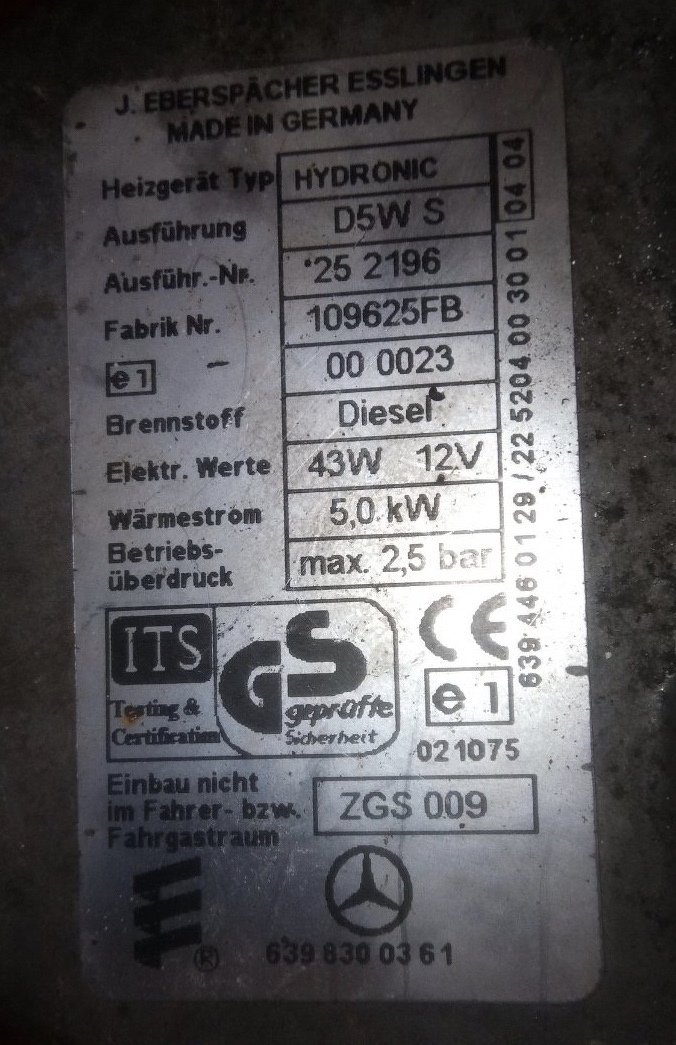 J. EBERSPÄCHER ESSLINGEN
MADE IN GERMANY
Heizgerät Typ HYDRONIC
Ausführung D5W S
Ausführ.-Nr. 25 2196
Fabrik Nr. 109625FB
e1 00 0023
Brennstoff Diesel
Elektr. Werte 43W 12V
Wärmestrom 5,0 kW
Betriebs-
überdruck max. 2,5 bar
639 446 01 29 / 22 5204 00 30 01 04 04
ITS
Testing &
Certification
GS
geprüfte
Sicherheit
CE
e1
021075
Einbau nicht
im Fahrer- bzw.
Fahrgastraum
ZGS 009
®
639 830 03 61